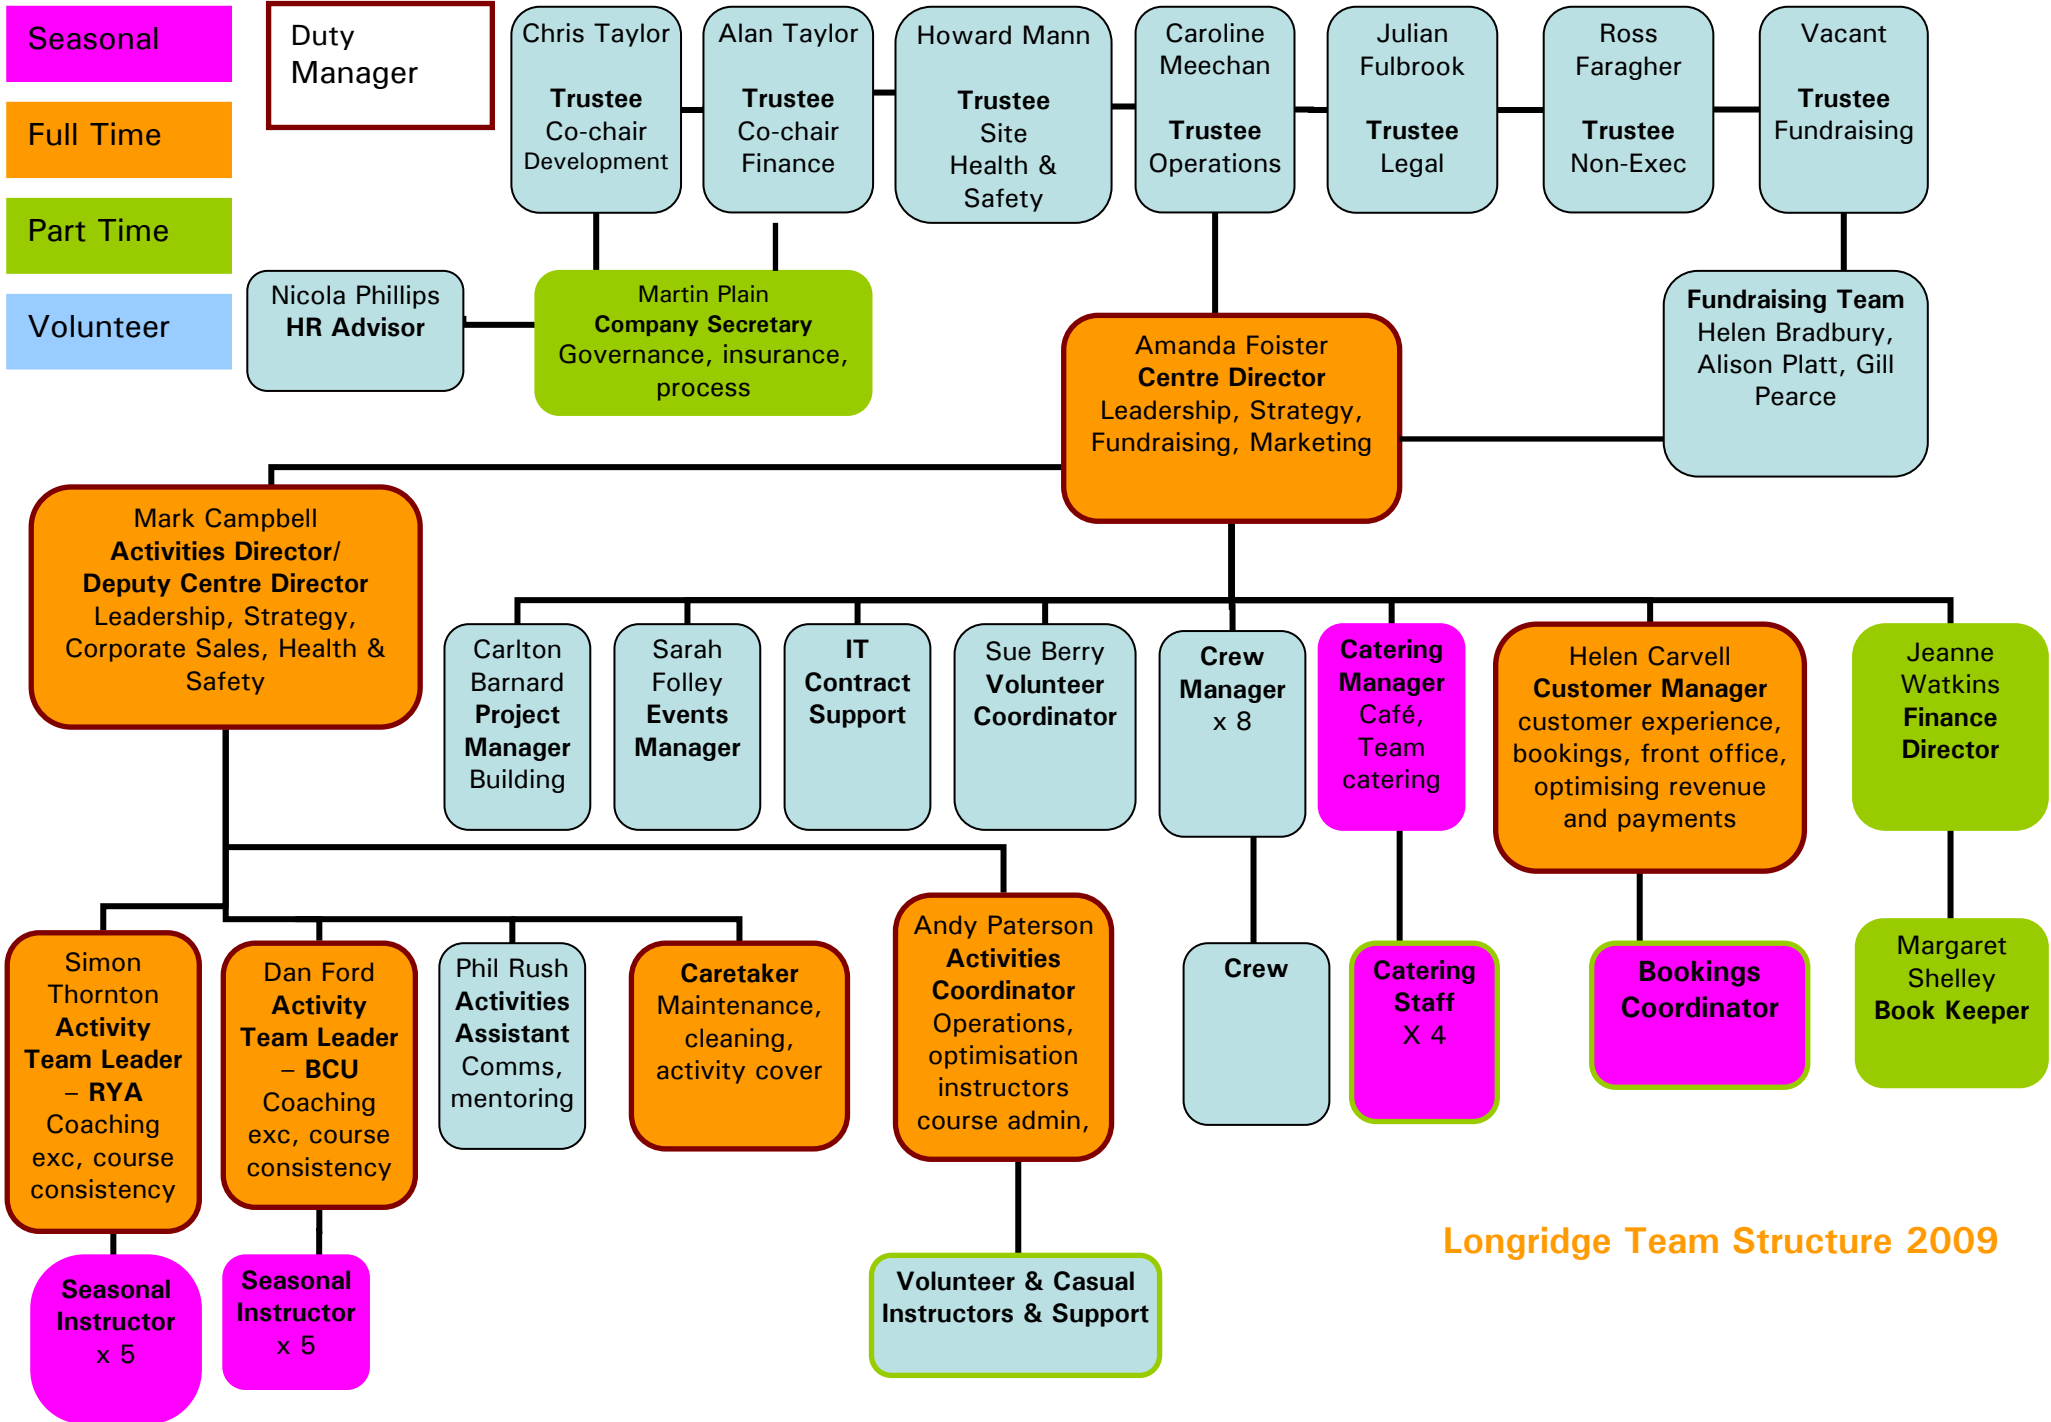 Seasonal
Full Time
Part Time
Volunteer
Duty
Manager
Chris Taylor
Trustee
Co-chair
Development
Alan Taylor
Trustee
Co-chair
Finance
Howard Mann
Trustee
Site
Health &
Safety
Caroline
Meechan
Trustee
Operations
Julian
Fulbrook
Trustee
Legal
Ross
Faragher
Trustee
Non-Exec
Vacant
Trustee
Fundraising
Nicola Phillips
HR Advisor
Martin Plain
Company Secretary
Governance, insurance,
process
Amanda Foister
Centre Director
Leadership, Strategy,
Fundraising, Marketing
Fundraising Team
Helen Bradbury,
Alison Platt, Gill
Pearce
Mark Campbell
Activities Director/
Deputy Centre Director
Leadership, Strategy,
Corporate Sales, Health &
Safety
Carlton
Barnard
Project
Manager
Building
Sarah
Folley
Events
Manager
IT
Contract
Support
Sue Berry
Volunteer
Coordinator
Crew
Manager
x 8
Catering
Manager
Café,
Team
catering
Helen Carvell
Customer Manager
customer experience,
bookings, front office,
optimising revenue
and payments
Jeanne
Watkins
Finance
Director
Simon
Thornton
Activity
Team Leader
– RYA
Coaching
exc, course
consistency
Dan Ford
Activity
Team Leader
– BCU
Coaching
exc, course
consistency
Phil Rush
Activities
Assistant
Comms,
mentoring
Caretaker
Maintenance,
cleaning,
activity cover
Andy Paterson
Activities
Coordinator
Operations,
optimisation
instructors
course admin,
Crew
Catering
Staff
X 4
Bookings
Coordinator
Margaret
Shelley
Book Keeper
Seasonal
Instructor
x 5
Seasonal
Instructor
x 5
Volunteer & Casual
Instructors & Support
Longridge Team Structure 2009